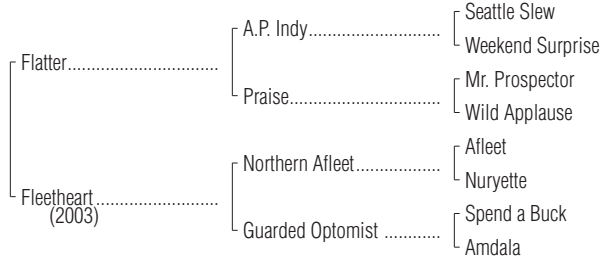 Seattle Slew
A.P. Indy
Weekend Surprise
Flatter
Mr. Prospector
Praise
Wild Applause
Afleet
Northern Afleet
Nuryette
Fleetheart
(2003)
Spend a Buck
Guarded Optomist
Amdala